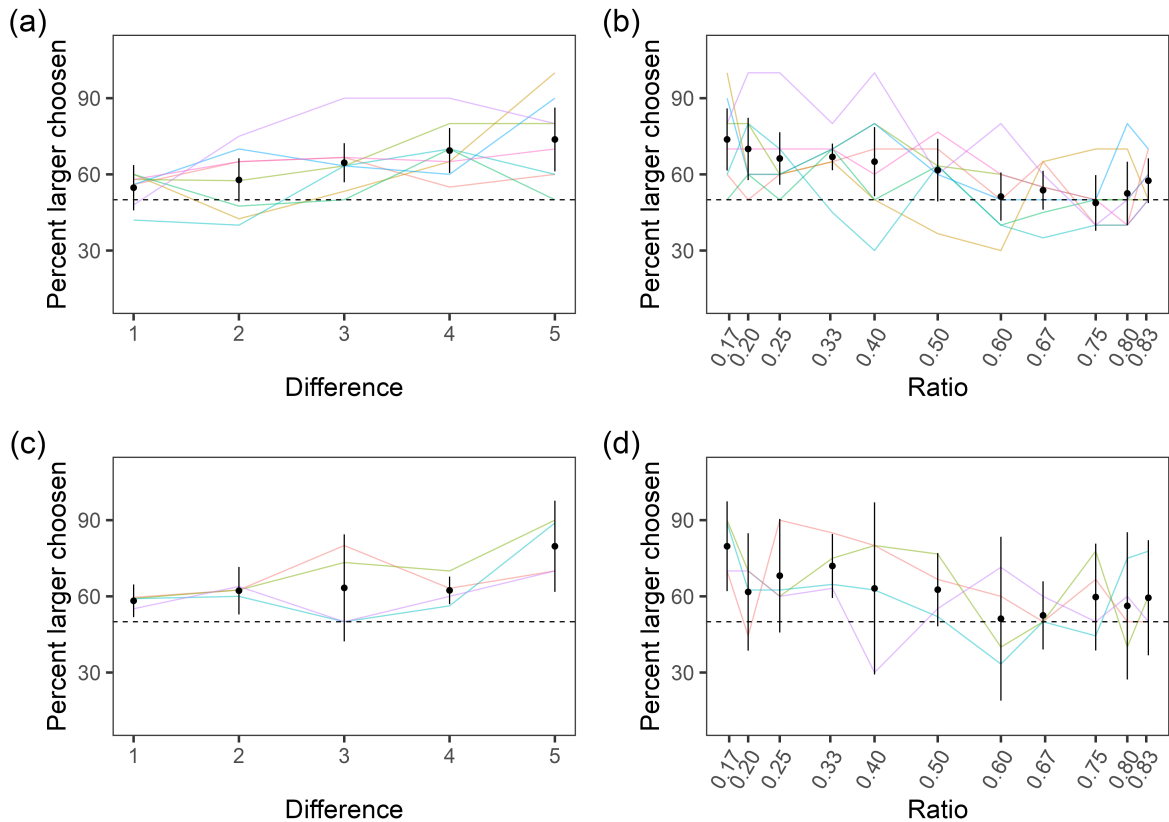 (a)
Percent larger choosen
90
60
30
1 2 3 4 5
Difference
(b)
Percent larger choosen
90
60
30
0.17 0.20 0.25 0.33 0.40 0.50 0.60 0.67 0.75 0.80 0.83
Ratio
(c)
Percent larger choosen
90
60
30
1 2 3 4 5
Difference
(d)
Percent larger choosen
90
60
30
0.17 0.20 0.25 0.33 0.40 0.50 0.60 0.67 0.75 0.80 0.83
Ratio